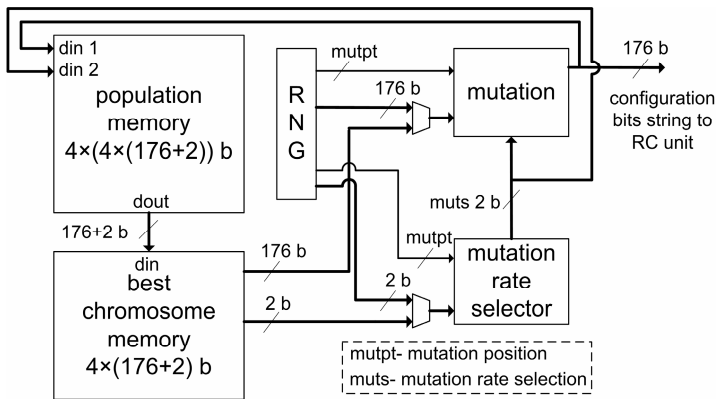 din 1
din 2
population
memory
4×(4×(176+2)) b
dout
176+2 b
din
best
chromosome
memory
4×(176+2) b
176 b
2 b
RNG
mutpt
176 b
mutpt
2 b
mutation
muts 2 b
mutation
rate
selector
176 b
configuration
bits string to
RC unit
mutpt- mutation position
muts- mutation rate selection